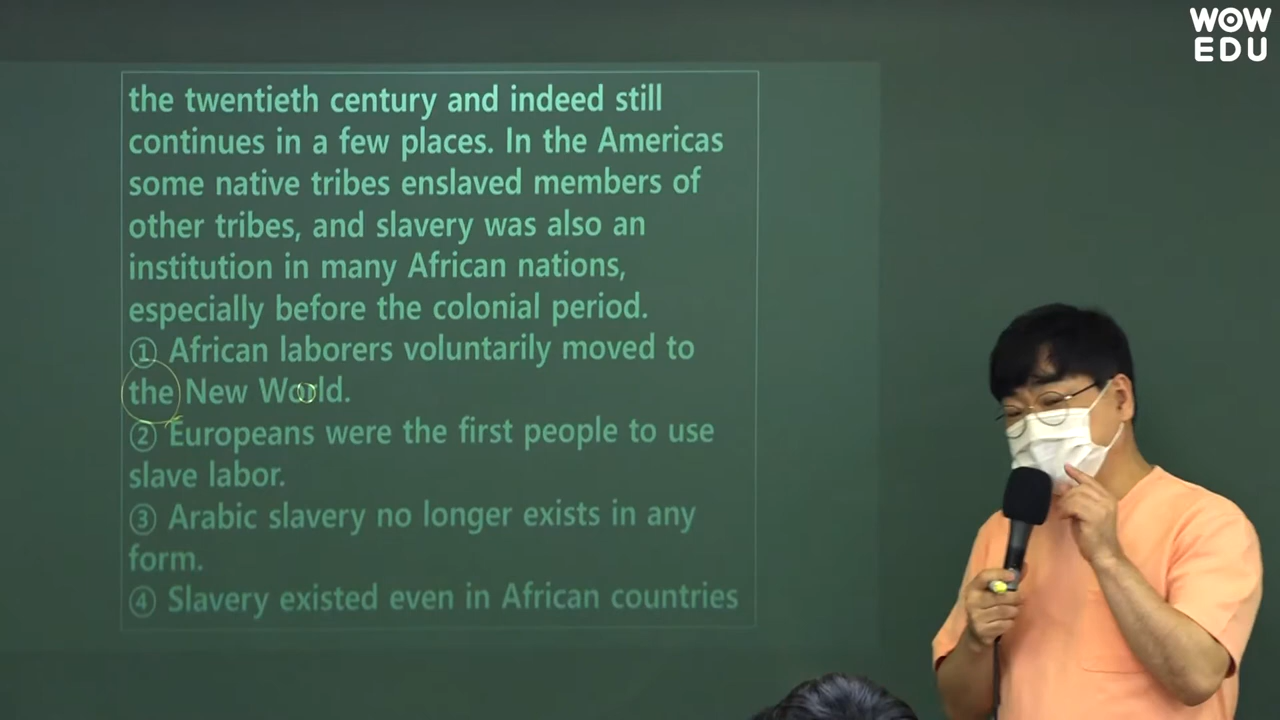 WOW
EDU
the twentieth century and indeed still
continues in a few places. In the Americas
some native tribes enslaved members of
other tribes, and slavery was also an
institution in many African nations,
especially before the colonial period.
① African laborers voluntarily moved to
the New World.
② Europeans were the first people to use
slave labor.
③ Arabic slavery no longer exists in any
form.
④ Slavery existed even in African countries